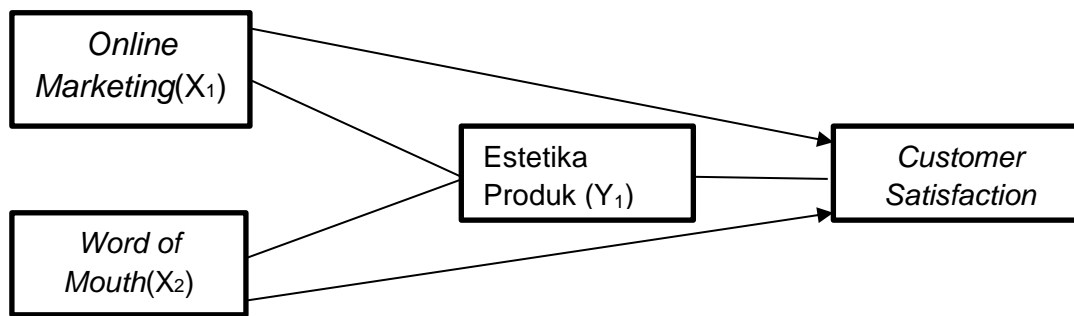 Online
Marketing(X₁)
Estetika
Produk (Y₁)
Customer
Satisfaction
Word of
Mouth(X₂)